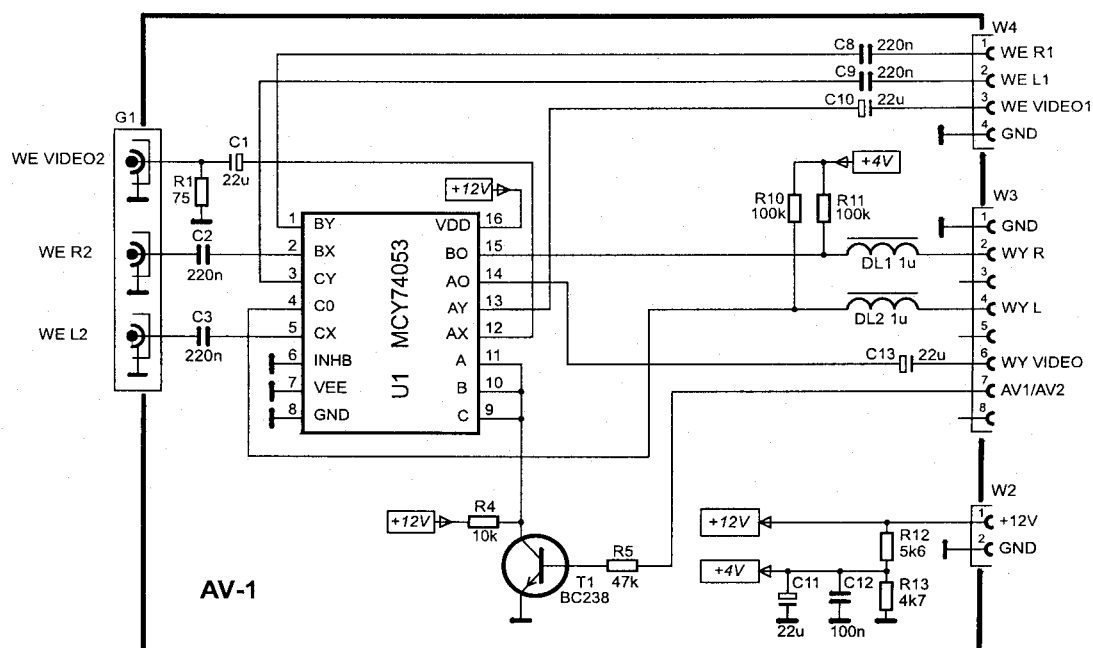 W4
C8 220n 1 WE R1
C9 220n 2 WE L1
C10 22u 3 WE VIDEO1
4 GND
G1
WE VIDEO2
C1
22u
R1
75
+12V
+4V
R10
100k
R11
100k
W3
1 GND
WE R2
C2
220n
1 BY VDD 16
2 BX BO 15
DL1 1u
2 WY R
3 CY AO 14
3
4 C0 AY 13
DL2 1u
4 WY L
WE L2
C3
220n
5 CX AX 12
5
6 INHB A 11
C13 22u
6 WY VIDEO
7 VEE B 10
7 AV1/AV2
8 GND C 9
8
U1 MCY74053
W2
+12V
R4
10k
+12V
1 +12V
R12
5k6
2 GND
T1
BC238
R5
47k
+4V
C11
22u
C12
100n
R13
4k7
AV-1